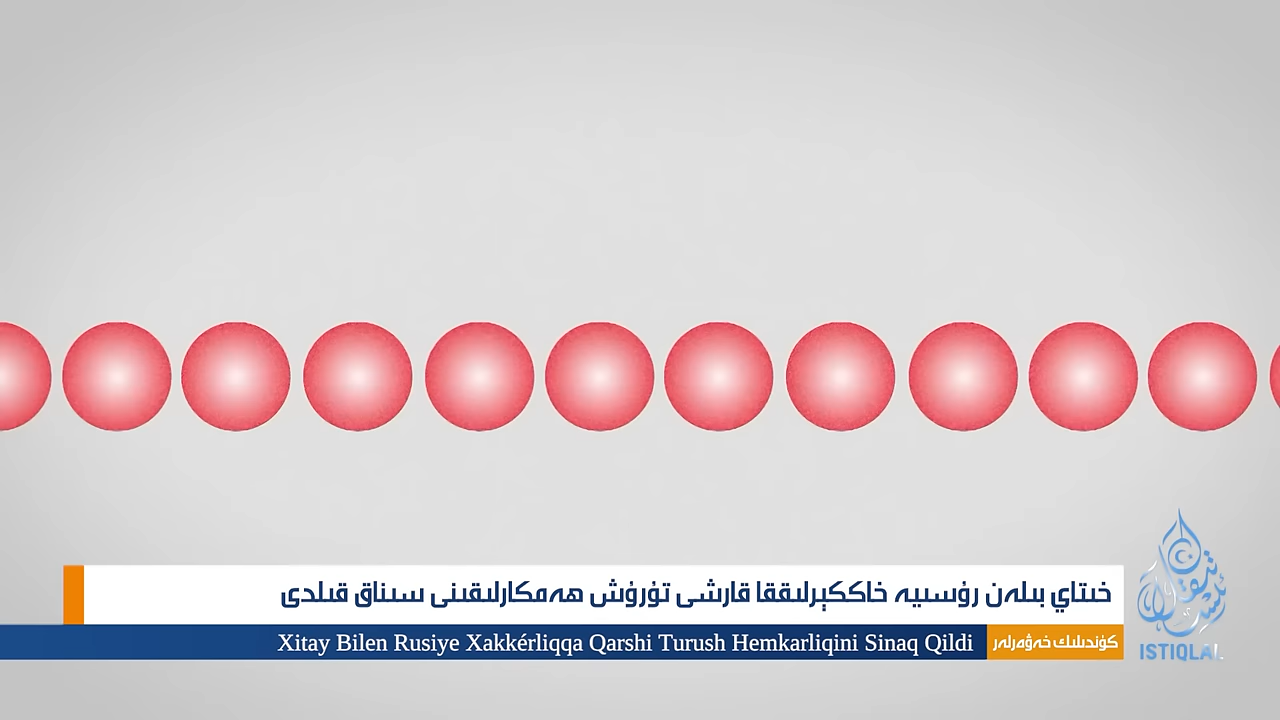 خىتاي بىلەن رۇسىيە خاككېرلىققا قارشى تۇرۇش ھەمكارلىقىنى سىناق قىلدى
Xitay Bilen Rusiye Xakkérliqqa Qarshi Turush Hemkarliqini Sinaq Qildi
كۈندىلىك خەۋەرلەر
ISTIQLAL